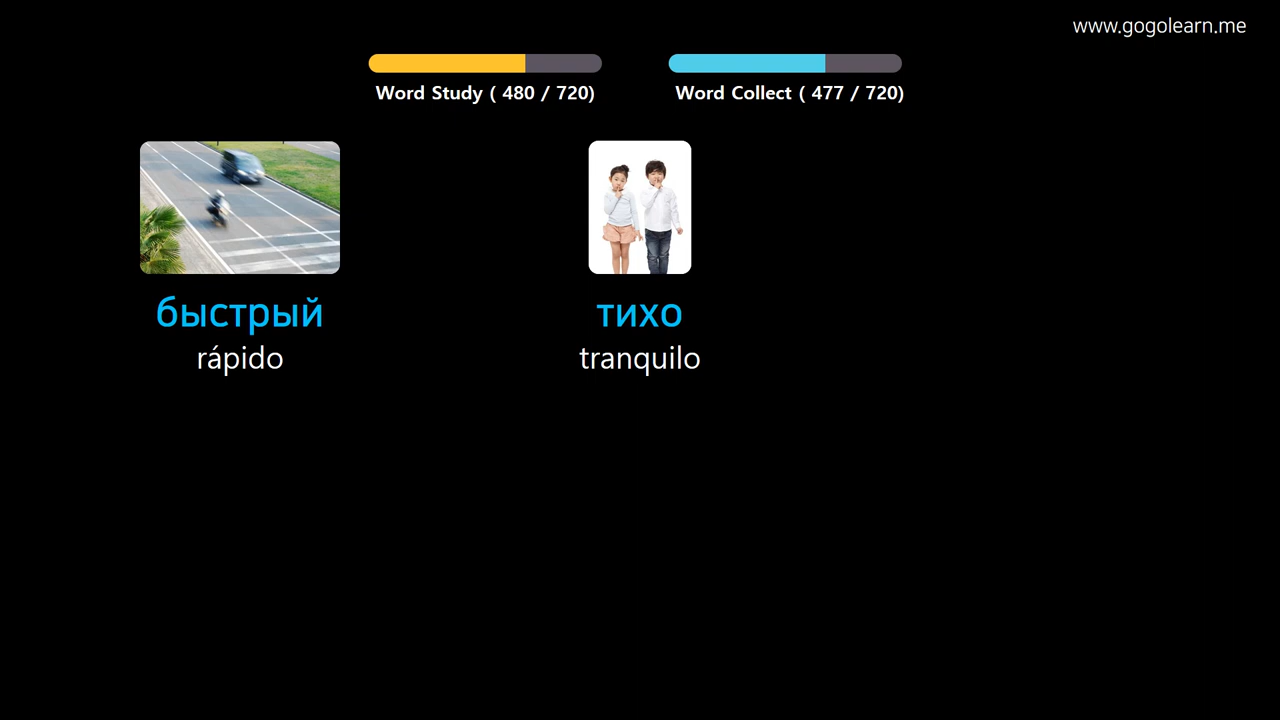 www.gogolearn.me
Word Study ( 480 / 720)
Word Collect ( 477 / 720)
быстрый
rápido
тихо
tranquilo